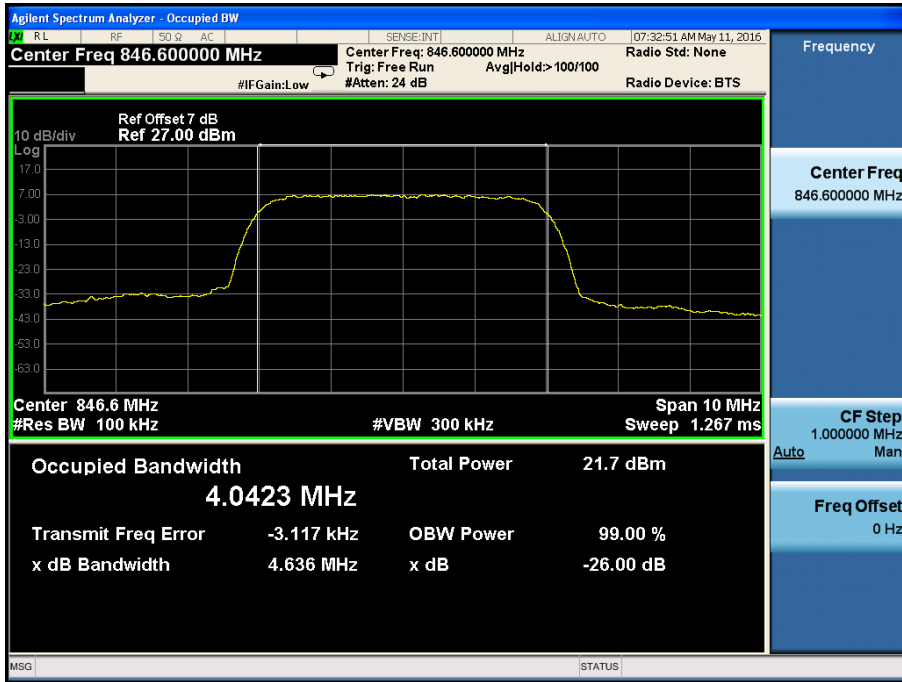 Agilent Spectrum Analyzer - Occupied BW
LXI RL RF 50 Ω AC SENSE:INT ALIGN AUTO 07:32:51 AM May 11, 2016
Center Freq 846.600000 MHz
Center Freq: 846.600000 MHz
Radio Std: None
Trig: Free Run Avg|Hold:> 100/100
#IFGain:Low
#Atten: 24 dB
Radio Device: BTS
Frequency
Ref Offset 7 dB
10 dB/div Ref 27.00 dBm
Log
17.0
7.00
-3.00
-13.0
-23.0
-33.0
-43.0
-53.0
-63.0
Center 846.6 MHz Span 10 MHz
#Res BW 100 kHz #VBW 300 kHz Sweep 1.267 ms
Center Freq
846.600000 MHz
CF Step
1.000000 MHz
Auto Man
Freq Offset
0 Hz
Occupied Bandwidth Total Power 21.7 dBm
4.0423 MHz
Transmit Freq Error -3.117 kHz OBW Power 99.00 %
x dB Bandwidth 4.636 MHz x dB -26.00 dB
MSG STATUS